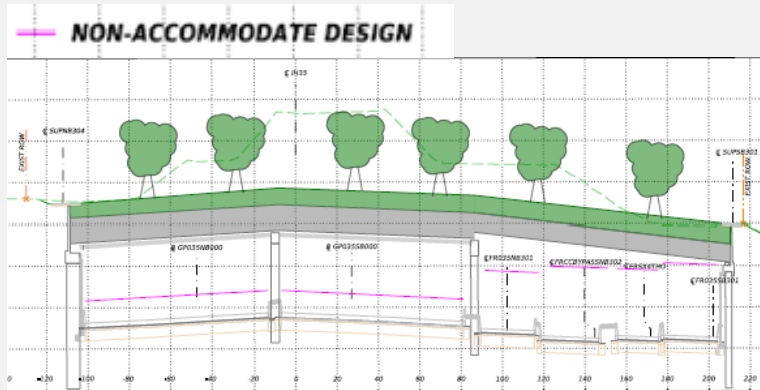 NON-ACCOMMODATE DESIGN
℄ IH35
℄ SUPNB304
EXIST ROW
℄ SUPSB301
EXIST ROW
℄ GP035NB000
℄ GP035SB000
℄FR035NB301
℄FRCCBYPASSNB302
℄FR035SB301
-120 -100 -80 -60 -40 -20 0 20 40 60 80 100 120 140 160 180 200 220